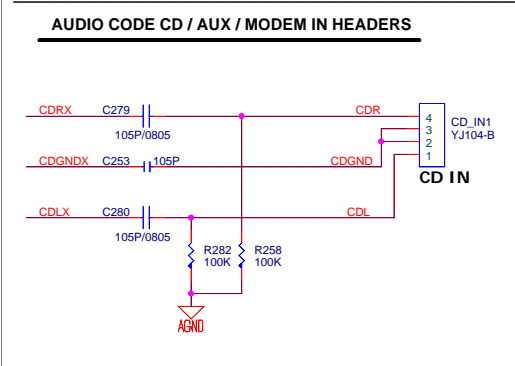 AUDIO CODE CD / AUX / MODEM IN HEADERS
CDRX C279 CDR
105P/0805
4
3
2
1
CD_IN1
YJ104-B
CDGNDX C253 105P CDGND
CD IN
CDLX C280 CDL
105P/0805
R282
100K
R258
100K
AGND